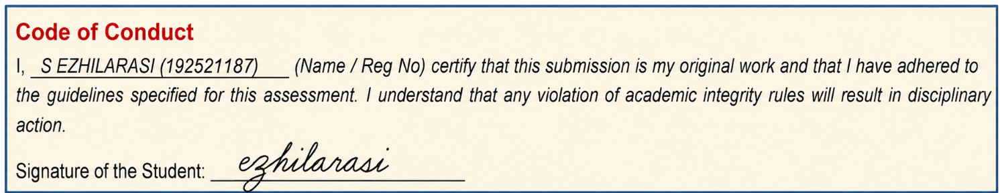 Code of Conduct
I, S EZHILARASI (192521187) (Name / Reg No) certify that this submission is my original work and that I have adhered to
the guidelines specified for this assessment. I understand that any violation of academic integrity rules will result in disciplinary
action.
Signature of the Student: ezhilarasi